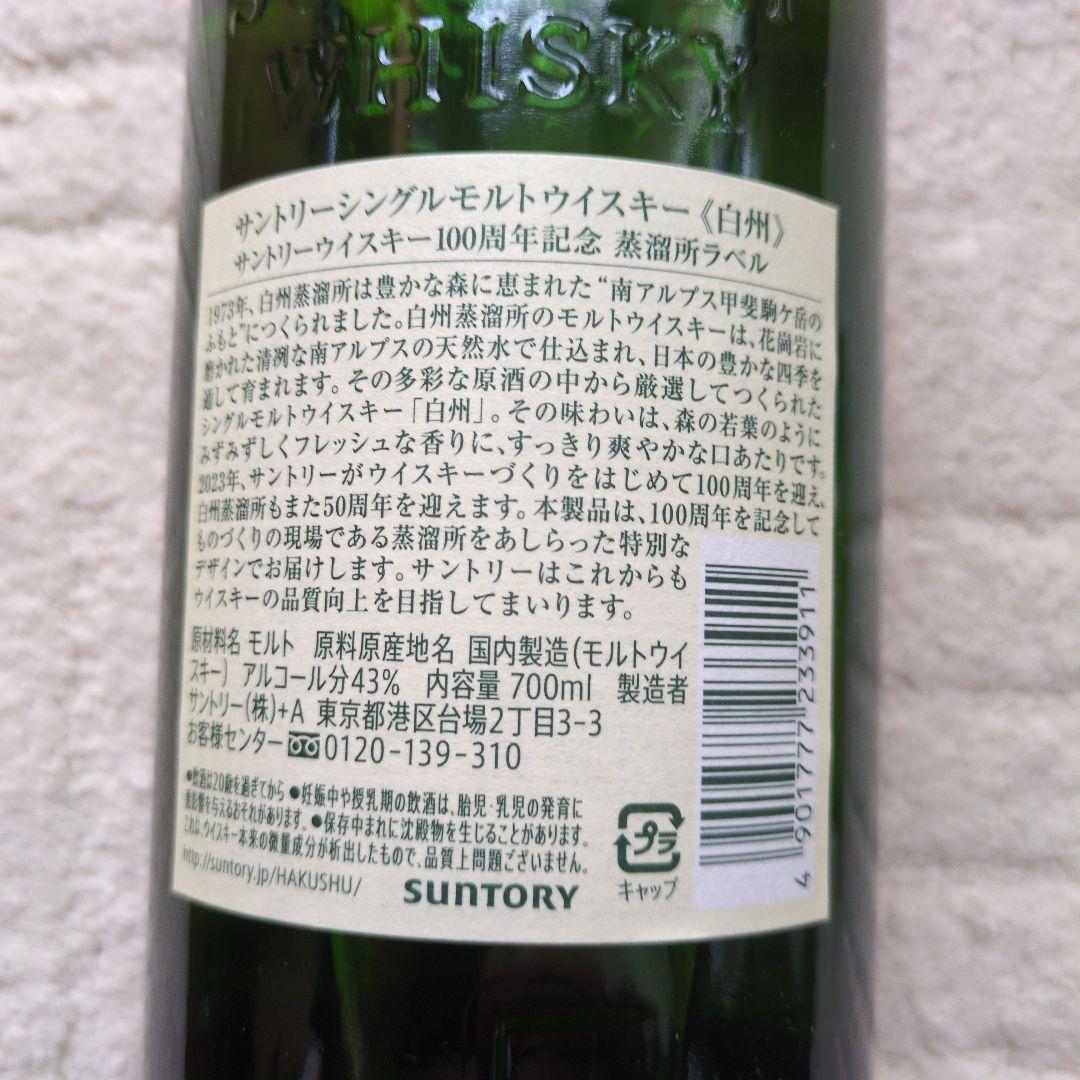 WHISKY
サントリーシングルモルトウイスキー《白州》
サントリーウイスキー100周年記念 蒸溜所ラベル
1973年、白州蒸溜所は豊かな森に恵まれた“南アルプス甲斐駒ケ岳の
ふもと”につくられました。白州蒸溜所のモルトウイスキーは、花崗岩に
磨かれた清冽な南アルプスの天然水で仕込まれ、日本の豊かな四季を
通して育まれます。その多彩な原酒の中から厳選してつくられた
シングルモルトウイスキー「白州」。その味わいは、森の若葉のように
みずみずしくフレッシュな香りに、すっきり爽やかな口あたりです。
2023年、サントリーがウイスキーづくりをはじめて100周年を迎え、
白州蒸溜所もまた50周年を迎えます。本製品は、100周年を記念して
ものづくりの現場である蒸溜所をあしらった特別な
デザインでお届けします。サントリーはこれからも
ウイスキーの品質向上を目指してまいります。
原材料名 モルト 原料原産地名 国内製造(モルトウイ
スキー) アルコール分43% 内容量 700ml 製造者
サントリー(株)+A 東京都港区台場2丁目3-3
お客様センター 0120-139-310
●飲酒は20歳を過ぎてから ●妊娠中や授乳期の飲酒は、胎児・乳児の発育に
悪影響を与えるおそれがあります。●保存中まれに沈殿物を生じることがあります。
これは、ウイスキー本来の微量成分が析出したもので、品質上問題ございません。
http://suntory.jp/HAKUSHU/ SUNTORY
プラ
キャップ
4 901777 233911